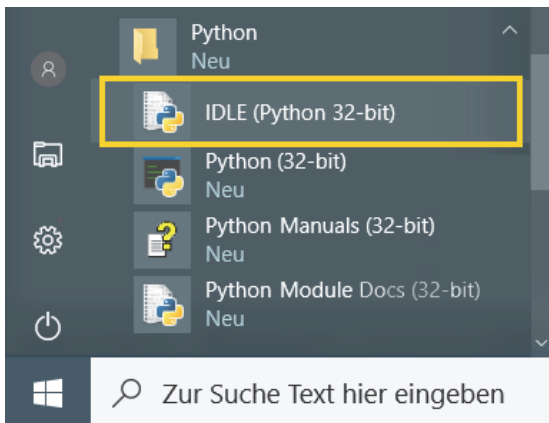 Python
Neu
IDLE (Python 32-bit)
Python (32-bit)
Neu
Python Manuals (32-bit)
Neu
Python Module Docs (32-bit)
Neu
Zur Suche Text hier eingeben